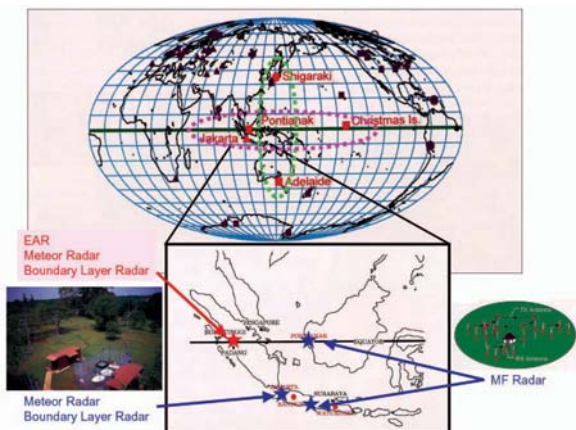 Shigaraki
Pontianak
Christmas Is.
Jakarta
Adelaide
EAR
Meteor Radar
Boundary Layer Radar
SINGAPORE
PADANG
EQUATOR
SURABAYA
Meteor Radar
Boundary Layer Radar
MF Radar